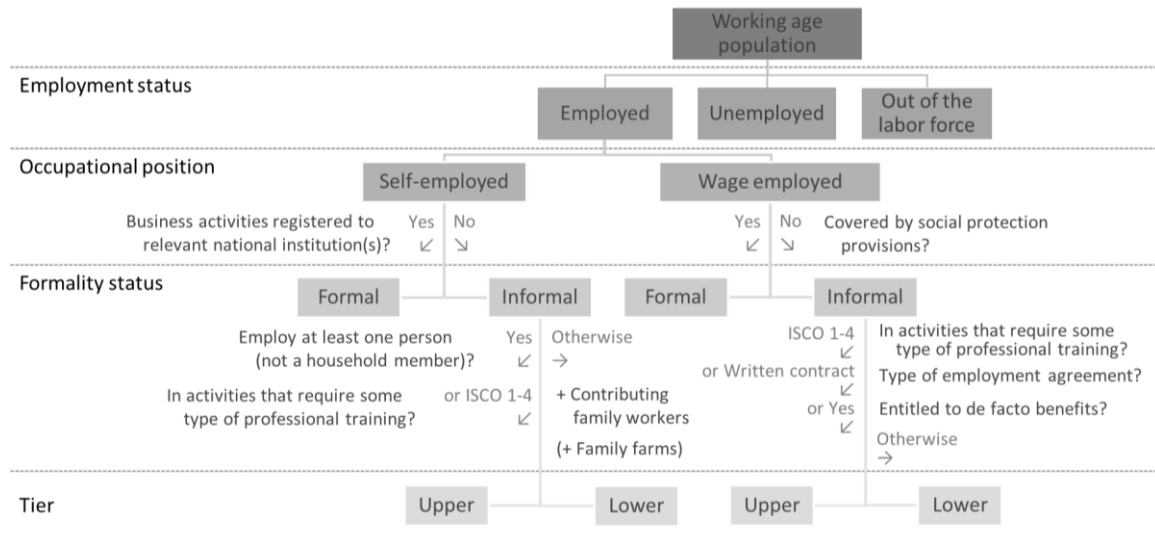 Working age
population
Employment status
Employed
Unemployed
Out of the
labor force
Occupational position
Self-employed
Wage employed
Business activities registered to
relevant national institution(s)?
Yes
No
Yes
No
Covered by social protection
provisions?
Formality status
Formal
Informal
Formal
Informal
Employ at least one person
(not a household member)?
Yes
Otherwise
In activities that require some
type of professional training?
or ISCO 1-4
+ Contributing
family workers
(+ Family farms)
ISCO 1-4
In activities that require some
type of professional training?
or Written contract
Type of employment agreement?
or Yes
Entitled to de facto benefits?
Otherwise
Tier
Upper
Lower
Upper
Lower